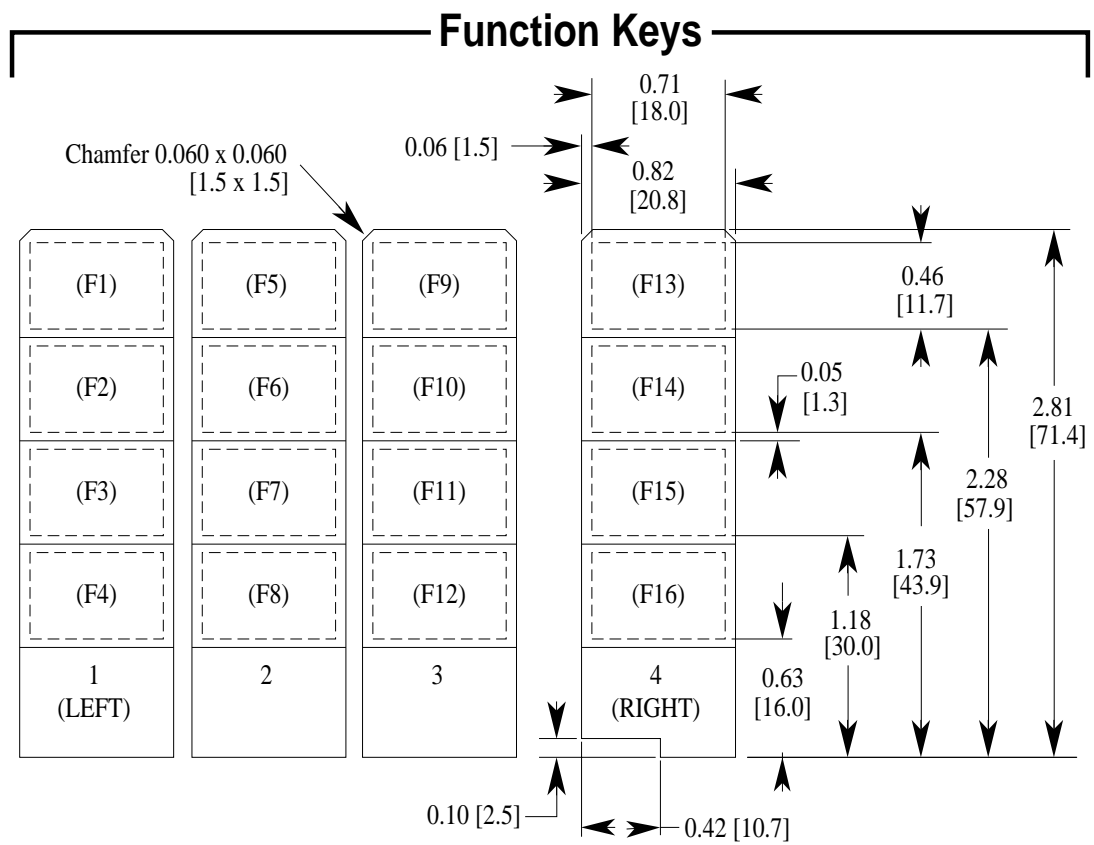 Function Keys
0.71
[18.0]
Chamfer 0.060 x 0.060
[1.5 x 1.5]
0.06 [1.5]
0.82
[20.8]
(F1)
(F5)
(F9)
(F13)
0.46
[11.7]
(F2)
(F6)
(F10)
(F14)
0.05
[1.3]
2.81
[71.4]
(F3)
(F7)
(F11)
(F15)
2.28
[57.9]
(F4)
(F8)
(F12)
(F16)
1.73
[43.9]
1.18
[30.0]
1
(LEFT)
2
3
4
(RIGHT)
0.63
[16.0]
0.10 [2.5]
0.42 [10.7]